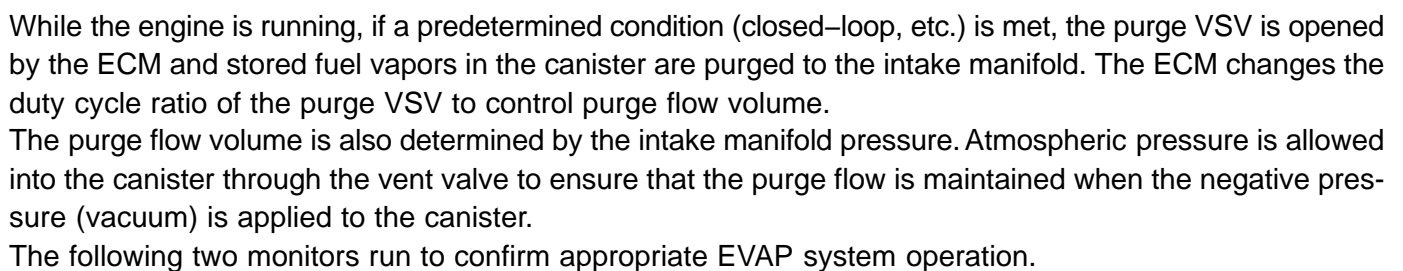 While the engine is running, if a predetermined condition (closed−loop, etc.) is met, the purge VSV is opened
by the ECM and stored fuel vapors in the canister are purged to the intake manifold. The ECM changes the
duty cycle ratio of the purge VSV to control purge flow volume.
The purge flow volume is also determined by the intake manifold pressure. Atmospheric pressure is allowed
into the canister through the vent valve to ensure that the purge flow is maintained when the negative pres-
sure (vacuum) is applied to the canister.
The following two monitors run to confirm appropriate EVAP system operation.